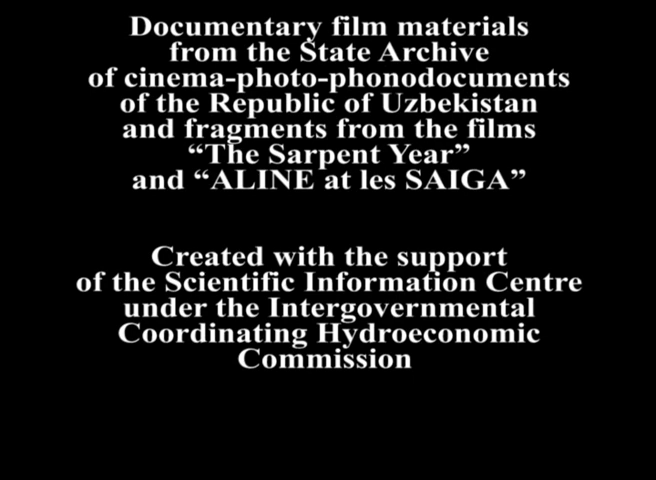 Documentary film materials
from the State Archive
of cinema-photo-phonodocuments
of the Republic of Uzbekistan
and fragments from the films
“The Sarpent Year”
and “ALINE at les SAIGA”
Created with the support
of the Scientific Information Centre
under the Intergovernmental
Coordinating Hydroeconomic
Commission